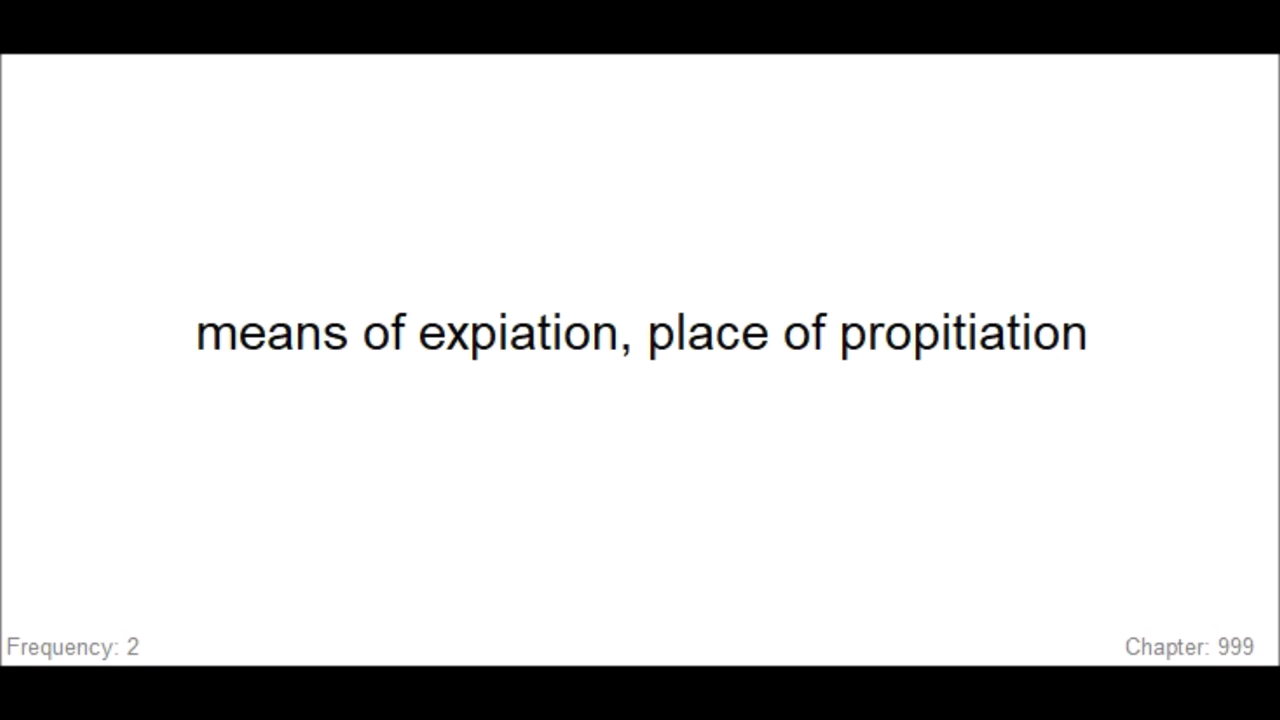 means of expiation, place of propitiation
Frequency: 2
Chapter: 999